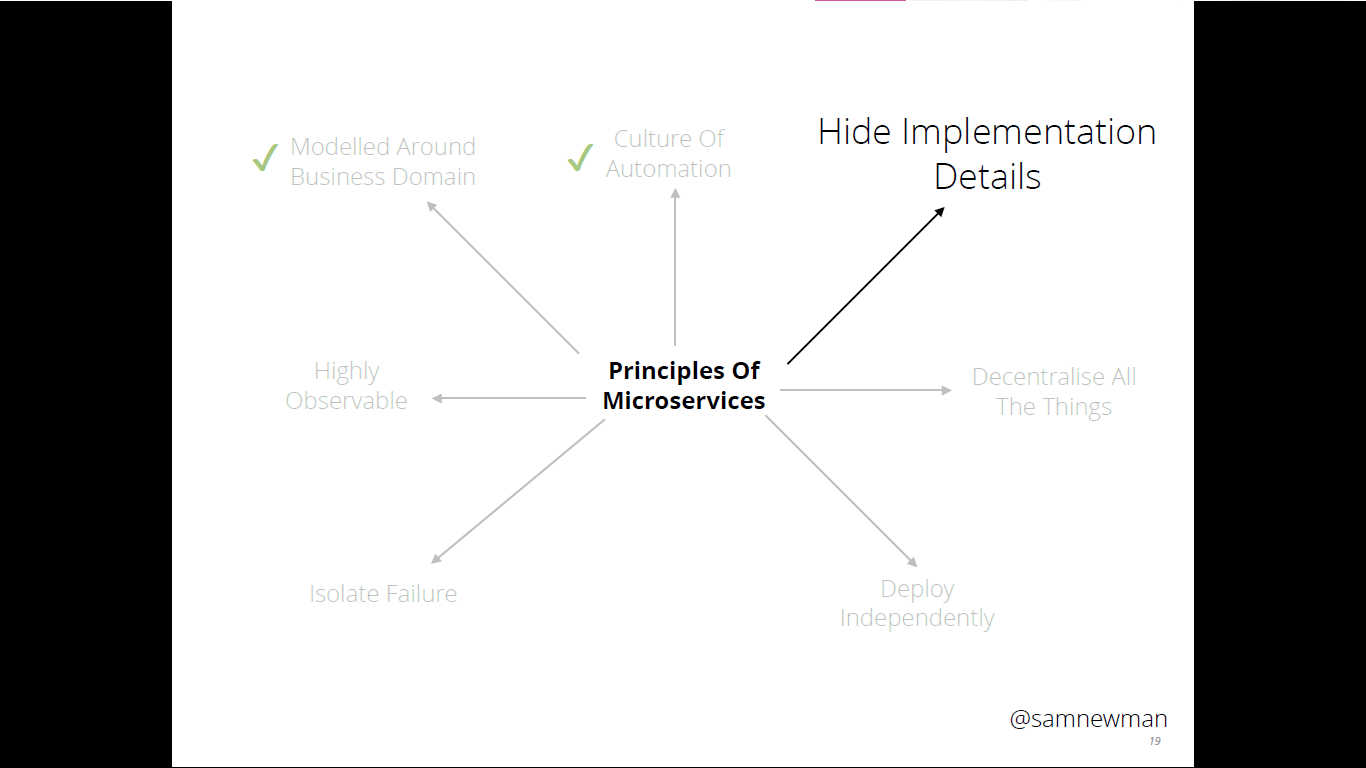 Modelled Around
Business Domain
Culture Of
Automation
Hide Implementation
Details
Highly
Observable
Principles Of
Microservices
Decentralise All
The Things
Isolate Failure
Deploy
Independently
@samnewman
19